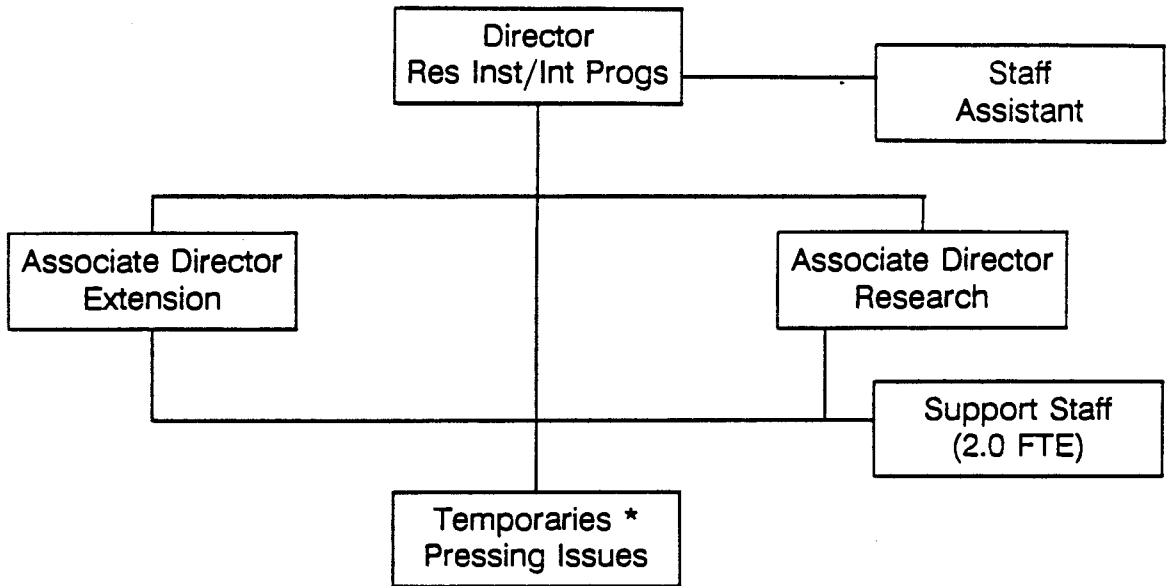 Director
Res Inst/Int Progs
Staff
Assistant
Associate Director
Extension
Associate Director
Research
Support Staff
(2.0 FTE)
Temporaries *
Pressing Issues